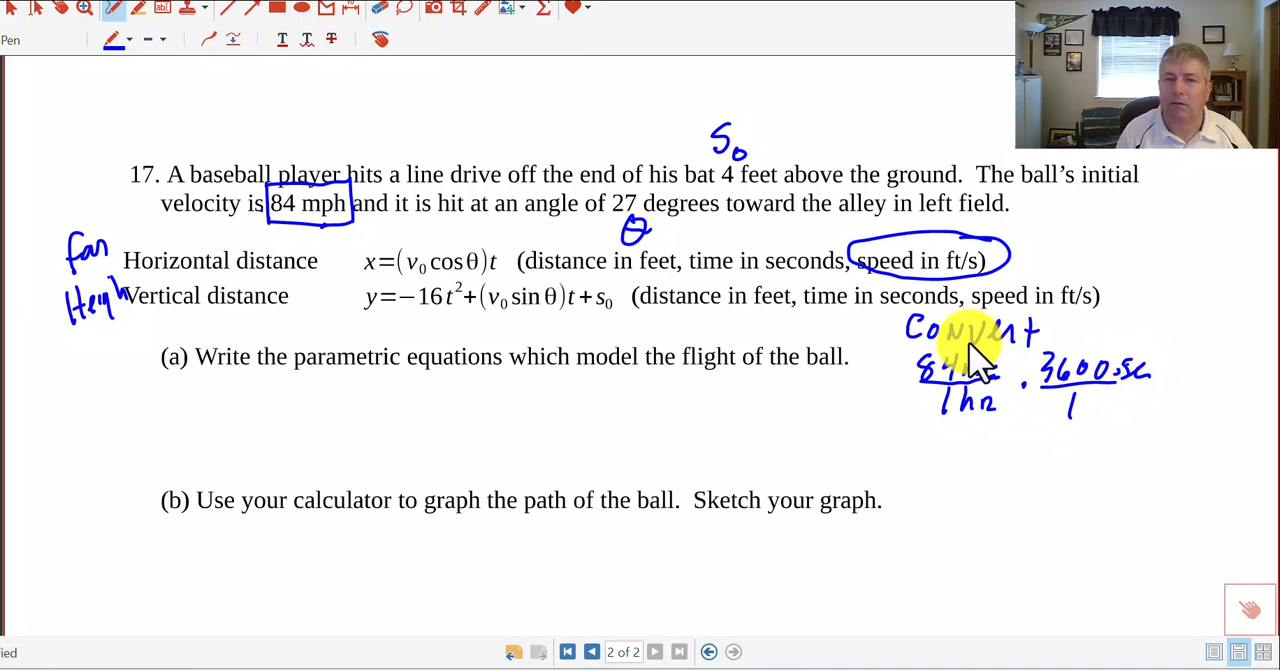 Pen
S₀
17. A baseball player hits a line drive off the end of his bat 4 feet above the ground. The ball's initial
velocity is 84 mph and it is hit at an angle of 27 degrees toward the alley in left field.
θ
Far
Horizontal distance x=(v₀cosθ)t (distance in feet, time in seconds, speed in ft/s)
Heigh
Vertical distance y=−16t²+(v₀sinθ)t+s₀ (distance in feet, time in seconds, speed in ft/s)
Convert
(a) Write the parametric equations which model the flight of the ball.
84 · 3600 sec
1 hr 1
(b) Use your calculator to graph the path of the ball. Sketch your graph.
fied
2 of 2